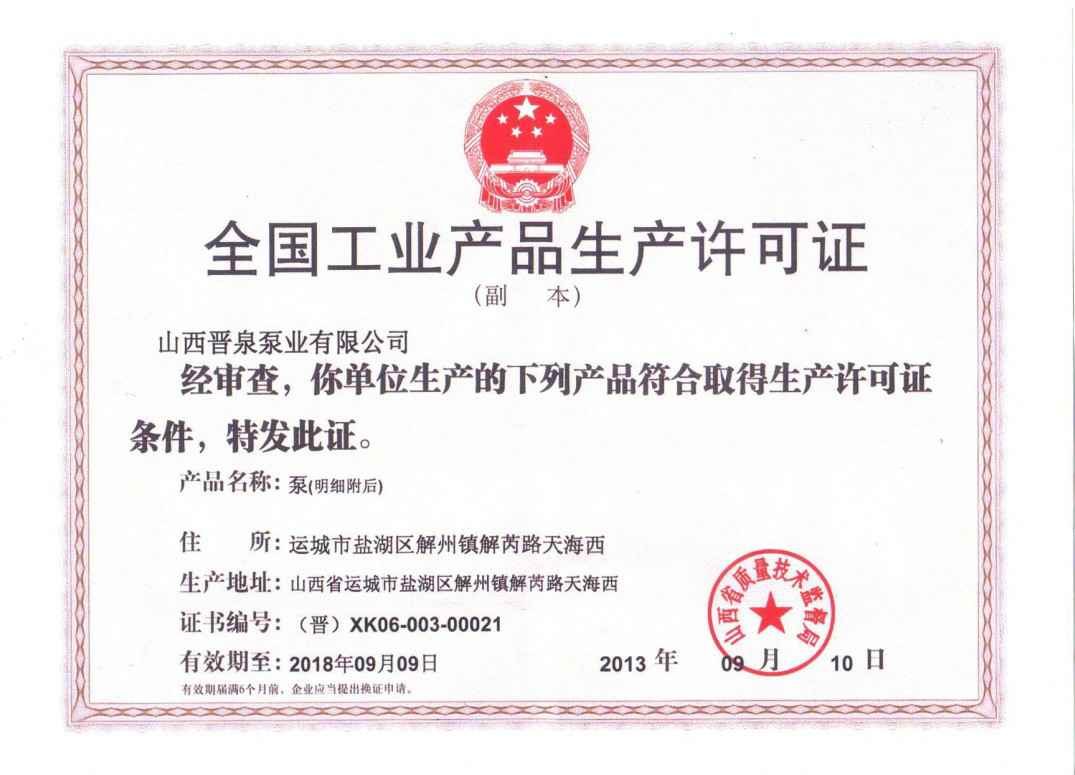 全国工业产品生产许可证
（副 本）
山西晋泉泵业有限公司
经审查，你单位生产的下列产品符合取得生产许可证
条件，特发此证。
产品名称：泵(明细附后)
住 所：运城市盐湖区解州镇解芮路天海西
生产地址：山西省运城市盐湖区解州镇解芮路天海西
证书编号：（晋）XK06-003-00021
有效期至：2018年09月09日
2013 年 09 月 10 日
山西省质量技术监督局
有效期届满6个月前，企业应当提出换证申请。